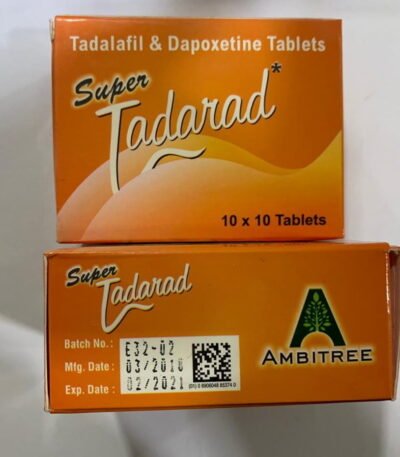 Tadalafil & Dapoxetine Tablets
Super
Tadarad*
10 x 10 Tablets
Super
Tadarad
Batch No.: E32-02
Mfg. Date: 03/2018
Exp. Date: 02/2021
AMBITREE